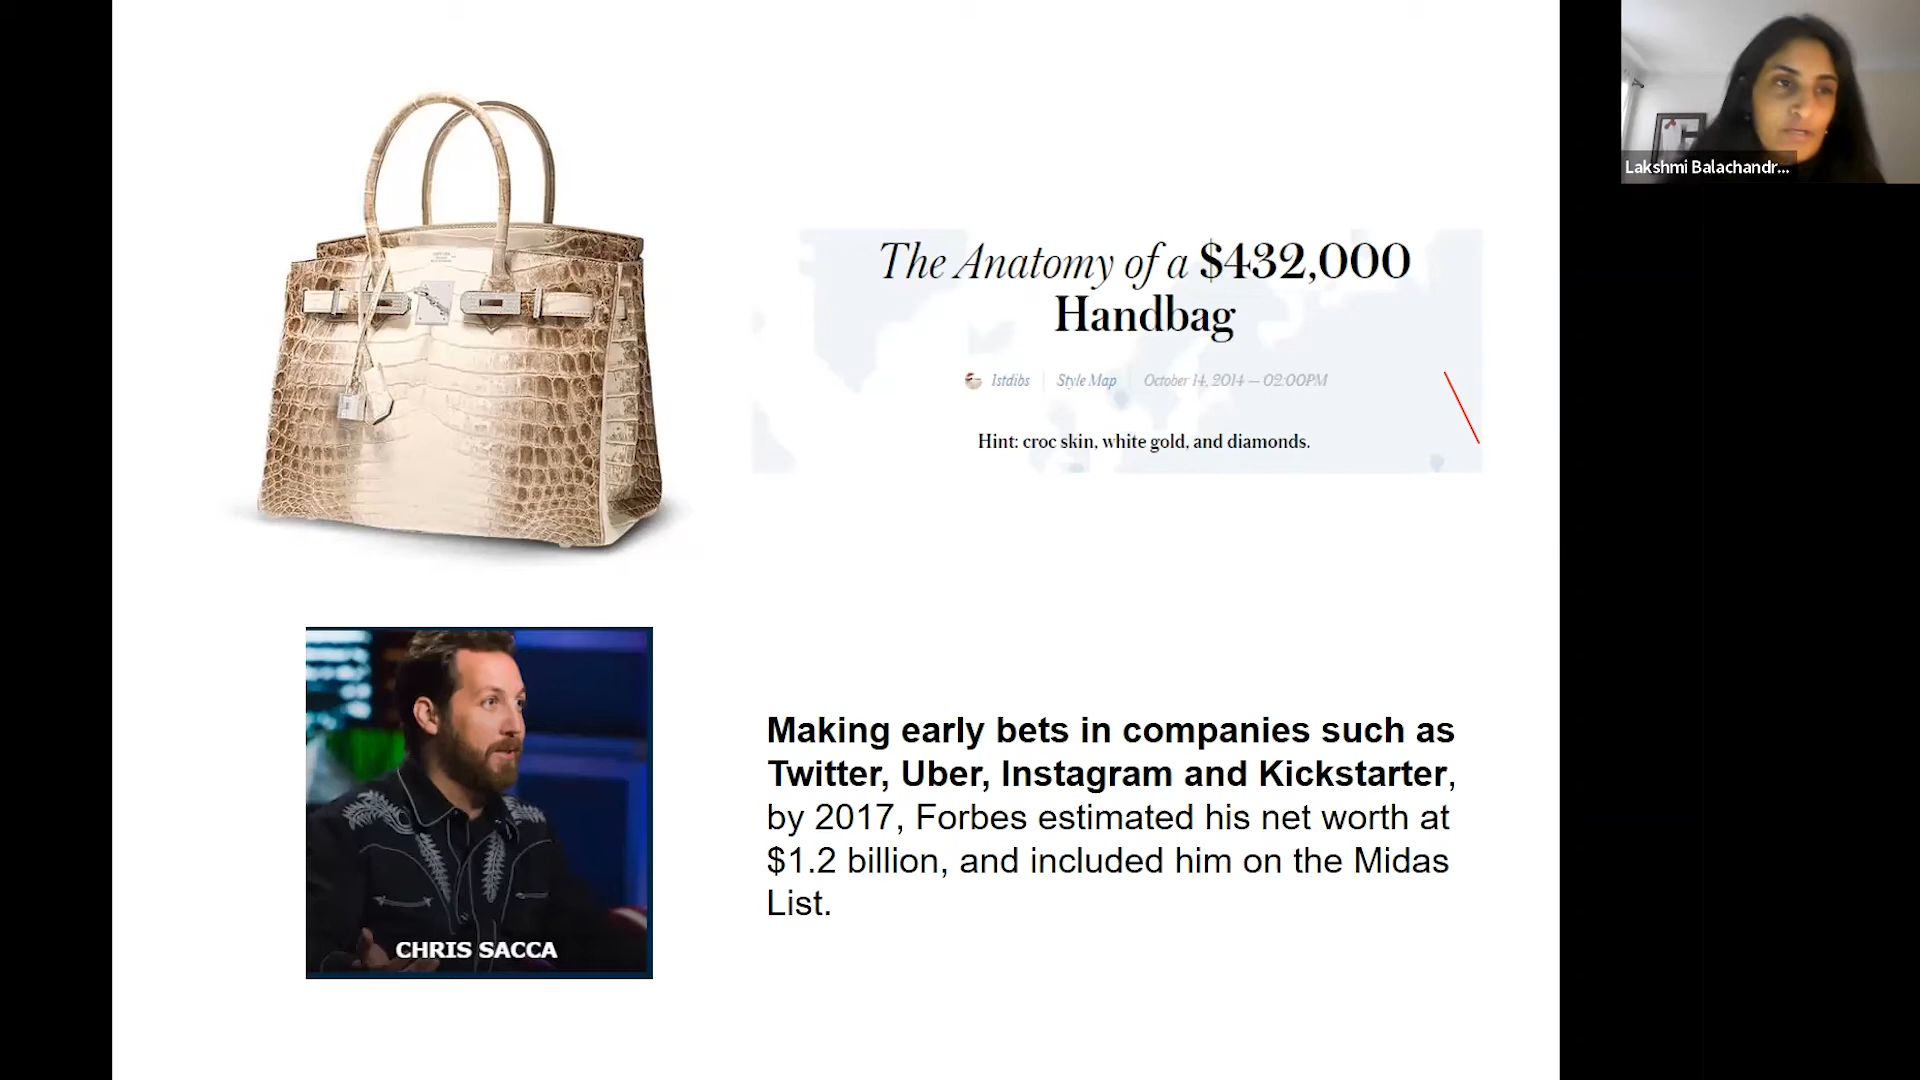 The Anatomy of a $432,000
Handbag
1stdibs Style Map October 14, 2014 — 02:00PM
Hint: croc skin, white gold, and diamonds.
Lakshmi Balachandr...
CHRIS SACCA
Making early bets in companies such as
Twitter, Uber, Instagram and Kickstarter,
by 2017, Forbes estimated his net worth at
$1.2 billion, and included him on the Midas
List.